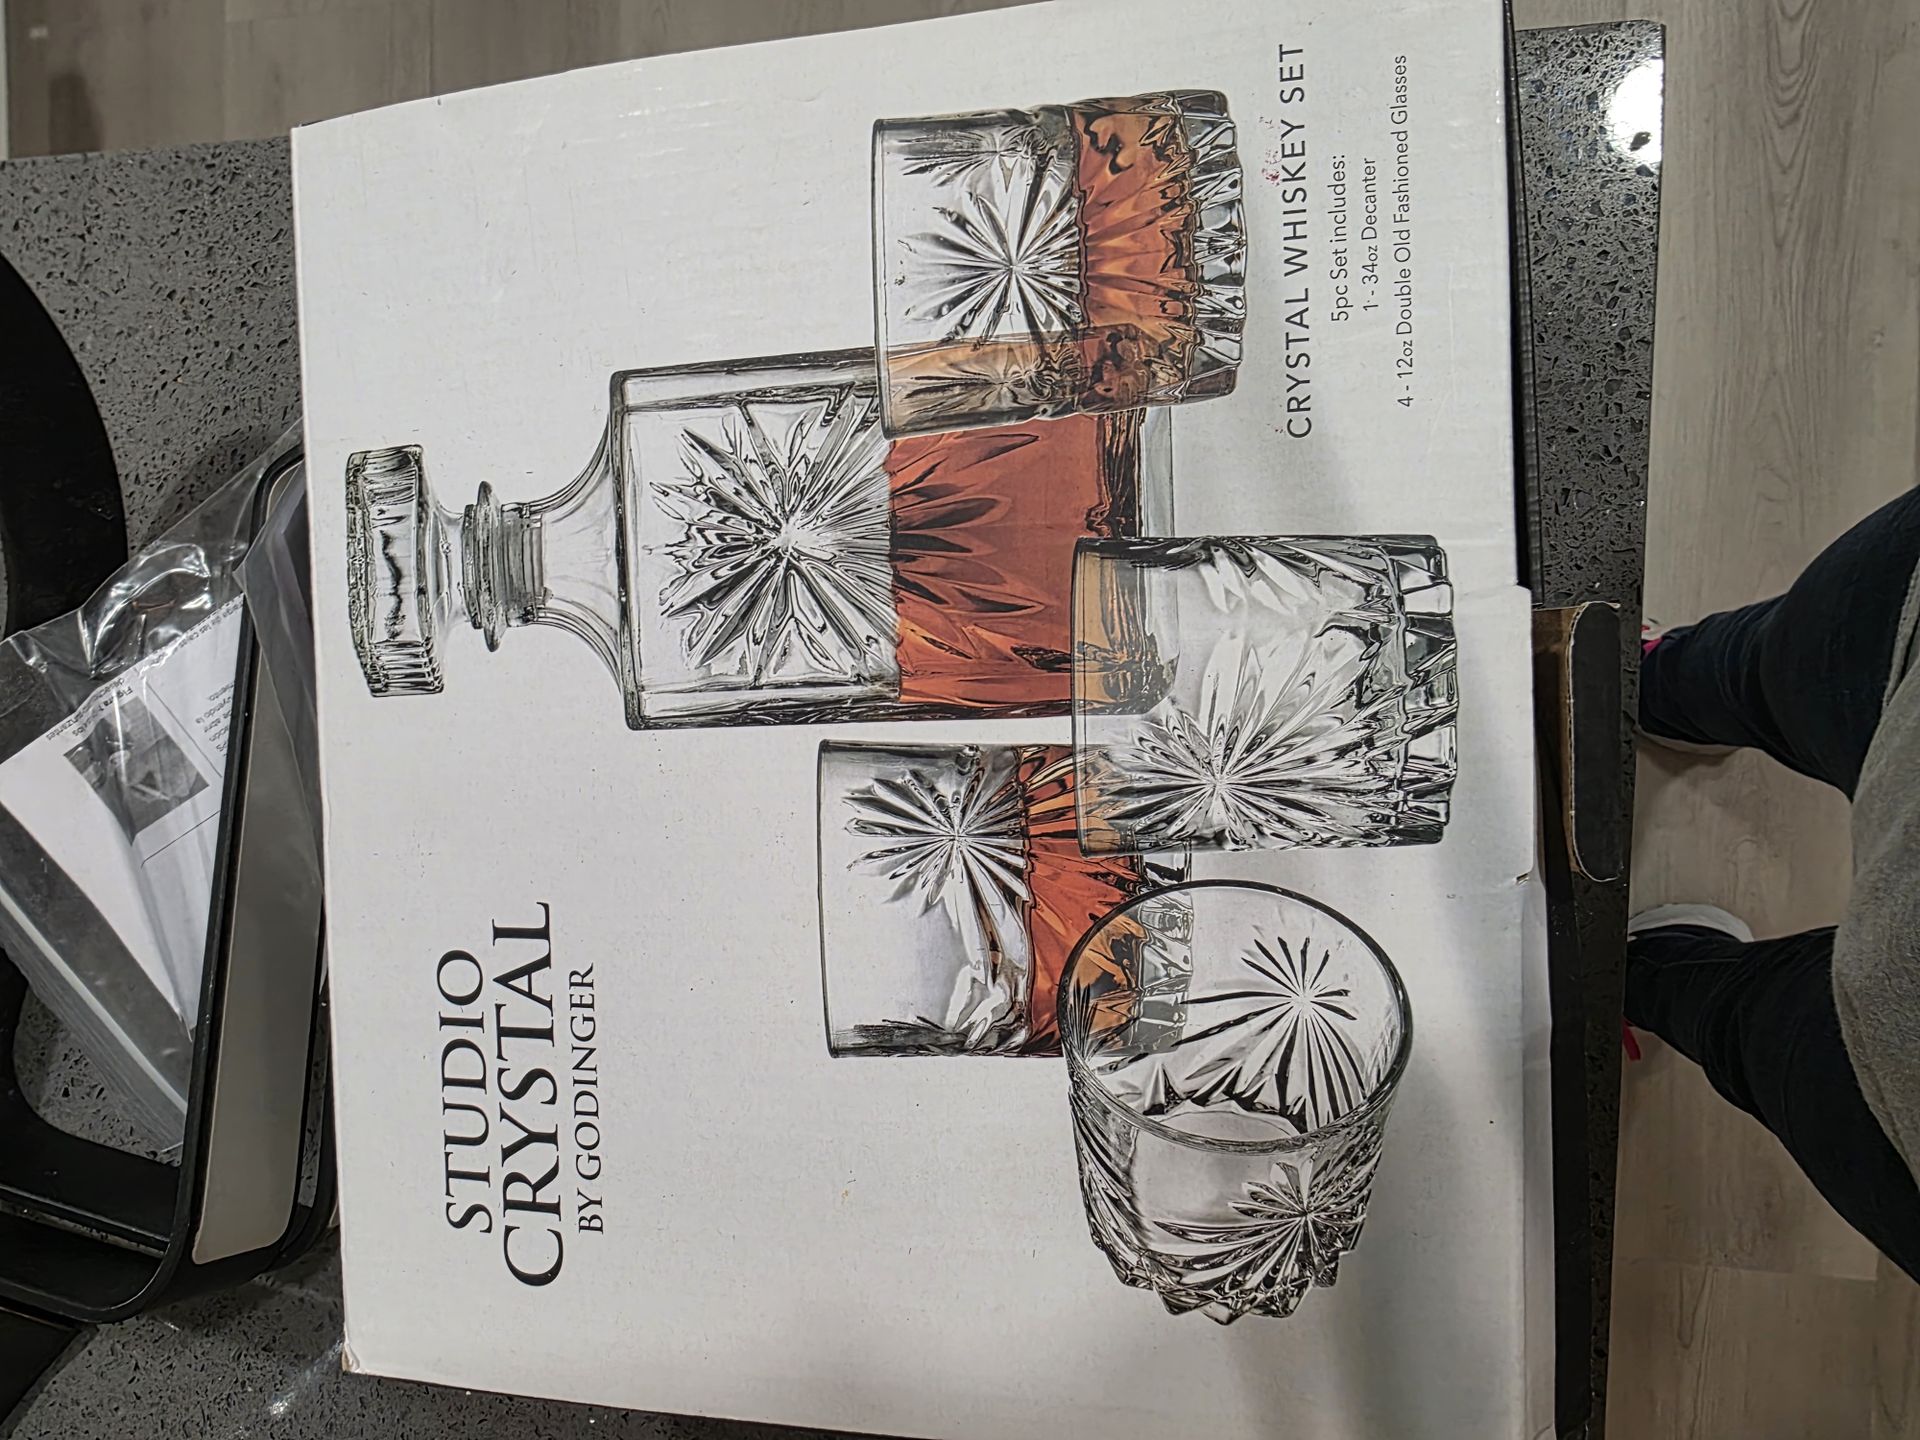 STUDIO
CRYSTAL
BY GODINGER
CRYSTAL WHISKEY SET
5pc Set includes:
1 - 34oz Decanter
4 - 12oz Double Old Fashioned Glasses